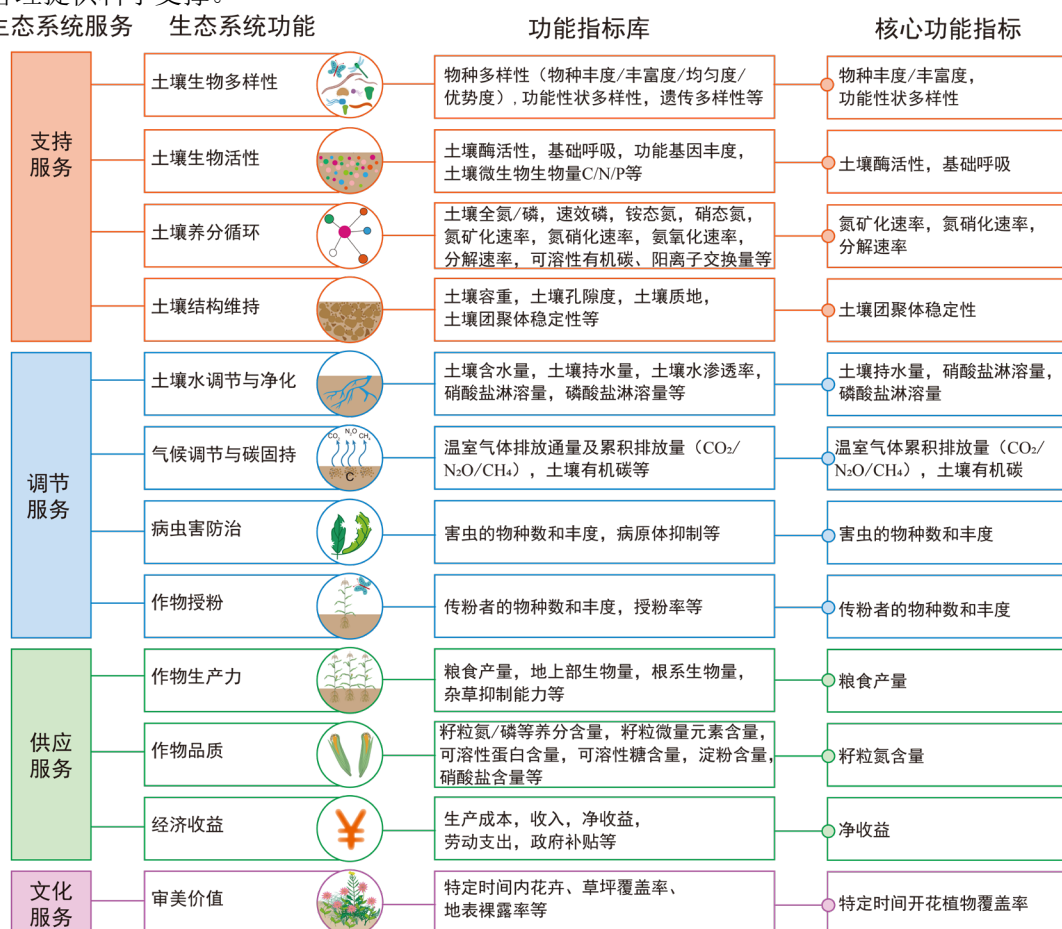 管理提供科学支撑。
生态系统服务 生态系统功能 功能指标库 核心功能指标
支持
服务
土壤生物多样性
物种多样性（物种丰度/丰富度/均匀度/
优势度）,功能性状多样性，遗传多样性等
物种丰度/丰富度，
功能性状多样性
土壤生物活性
土壤酶活性，基础呼吸，功能基因丰度，
土壤微生物生物量C/N/P等
土壤酶活性，基础呼吸
土壤养分循环
土壤全氮/磷，速效磷，铵态氮，硝态氮，
氮矿化速率，氮硝化速率，氨氧化速率，
分解速率，可溶性有机碳、阳离子交换量等
氮矿化速率，氮硝化速率，
分解速率
土壤结构维持
土壤容重，土壤孔隙度，土壤质地，
土壤团聚体稳定性等
土壤团聚体稳定性
调节
服务
土壤水调节与净化
土壤含水量，土壤持水量，土壤水渗透率，
硝酸盐淋溶量，磷酸盐淋溶量等
土壤持水量，硝酸盐淋溶量，
磷酸盐淋溶量
气候调节与碳固持
CO₂ N₂O CH₄
C
温室气体排放通量及累积排放量（CO₂/
N₂O/CH₄），土壤有机碳等
温室气体累积排放量（CO₂/
N₂O/CH₄），土壤有机碳
病虫害防治
害虫的物种数和丰度，病原体抑制等
害虫的物种数和丰度
作物授粉
传粉者的物种数和丰度，授粉率等
传粉者的物种数和丰度
供应
服务
作物生产力
粮食产量，地上部生物量，根系生物量，
杂草抑制能力等
粮食产量
作物品质
籽粒氮/磷等养分含量，籽粒微量元素含量，
可溶性蛋白含量，可溶性糖含量，淀粉含量，
硝酸盐含量等
籽粒氮含量
经济收益
¥
生产成本，收入，净收益，
劳动支出，政府补贴等
净收益
文化
服务
审美价值
特定时间内花卉、草坪覆盖率、
地表裸露率等
特定时间开花植物覆盖率